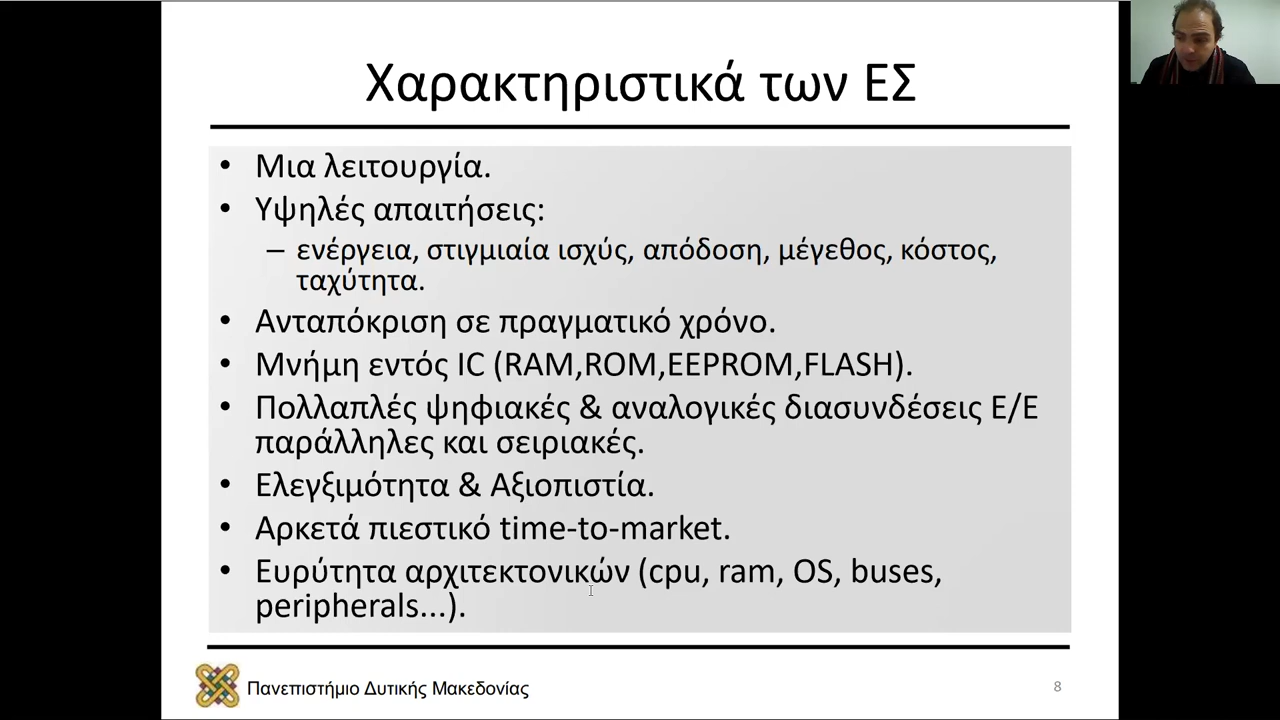 Χαρακτηριστικά των ΕΣ
• Μια λειτουργία.
• Υψηλές απαιτήσεις:
– ενέργεια, στιγμιαία ισχύς, απόδοση, μέγεθος, κόστος,
ταχύτητα.
• Ανταπόκριση σε πραγματικό χρόνο.
• Μνήμη εντός IC (RAM,ROM,EEPROM,FLASH).
• Πολλαπλές ψηφιακές & αναλογικές διασυνδέσεις Ε/Ε
παράλληλες και σειριακές.
• Ελεγξιμότητα & Αξιοπιστία.
• Αρκετά πιεστικό time-to-market.
• Ευρύτητα αρχιτεκτονικών (cpu, ram, OS, buses,
peripherals...).
Πανεπιστήμιο Δυτικής Μακεδονίας
8